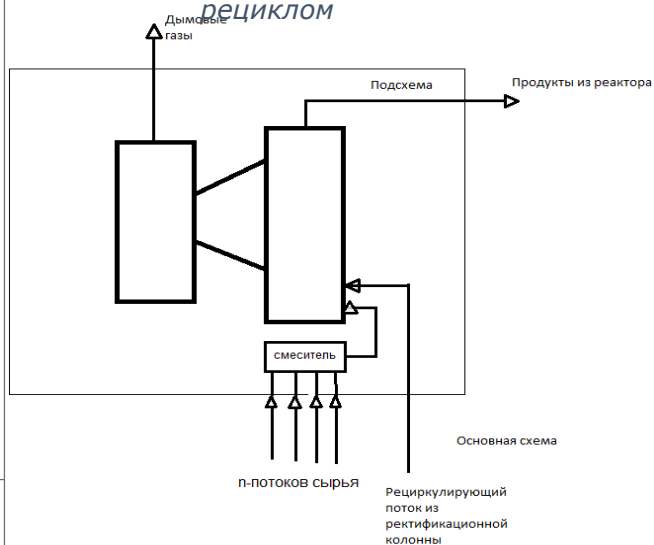 рециклом
Дымовые
газы
Подсхема
Продукты из реактора
смеситель
Основная схема
n-потоков сырья
Рециркулирующий
поток из
ректификационной
колонны